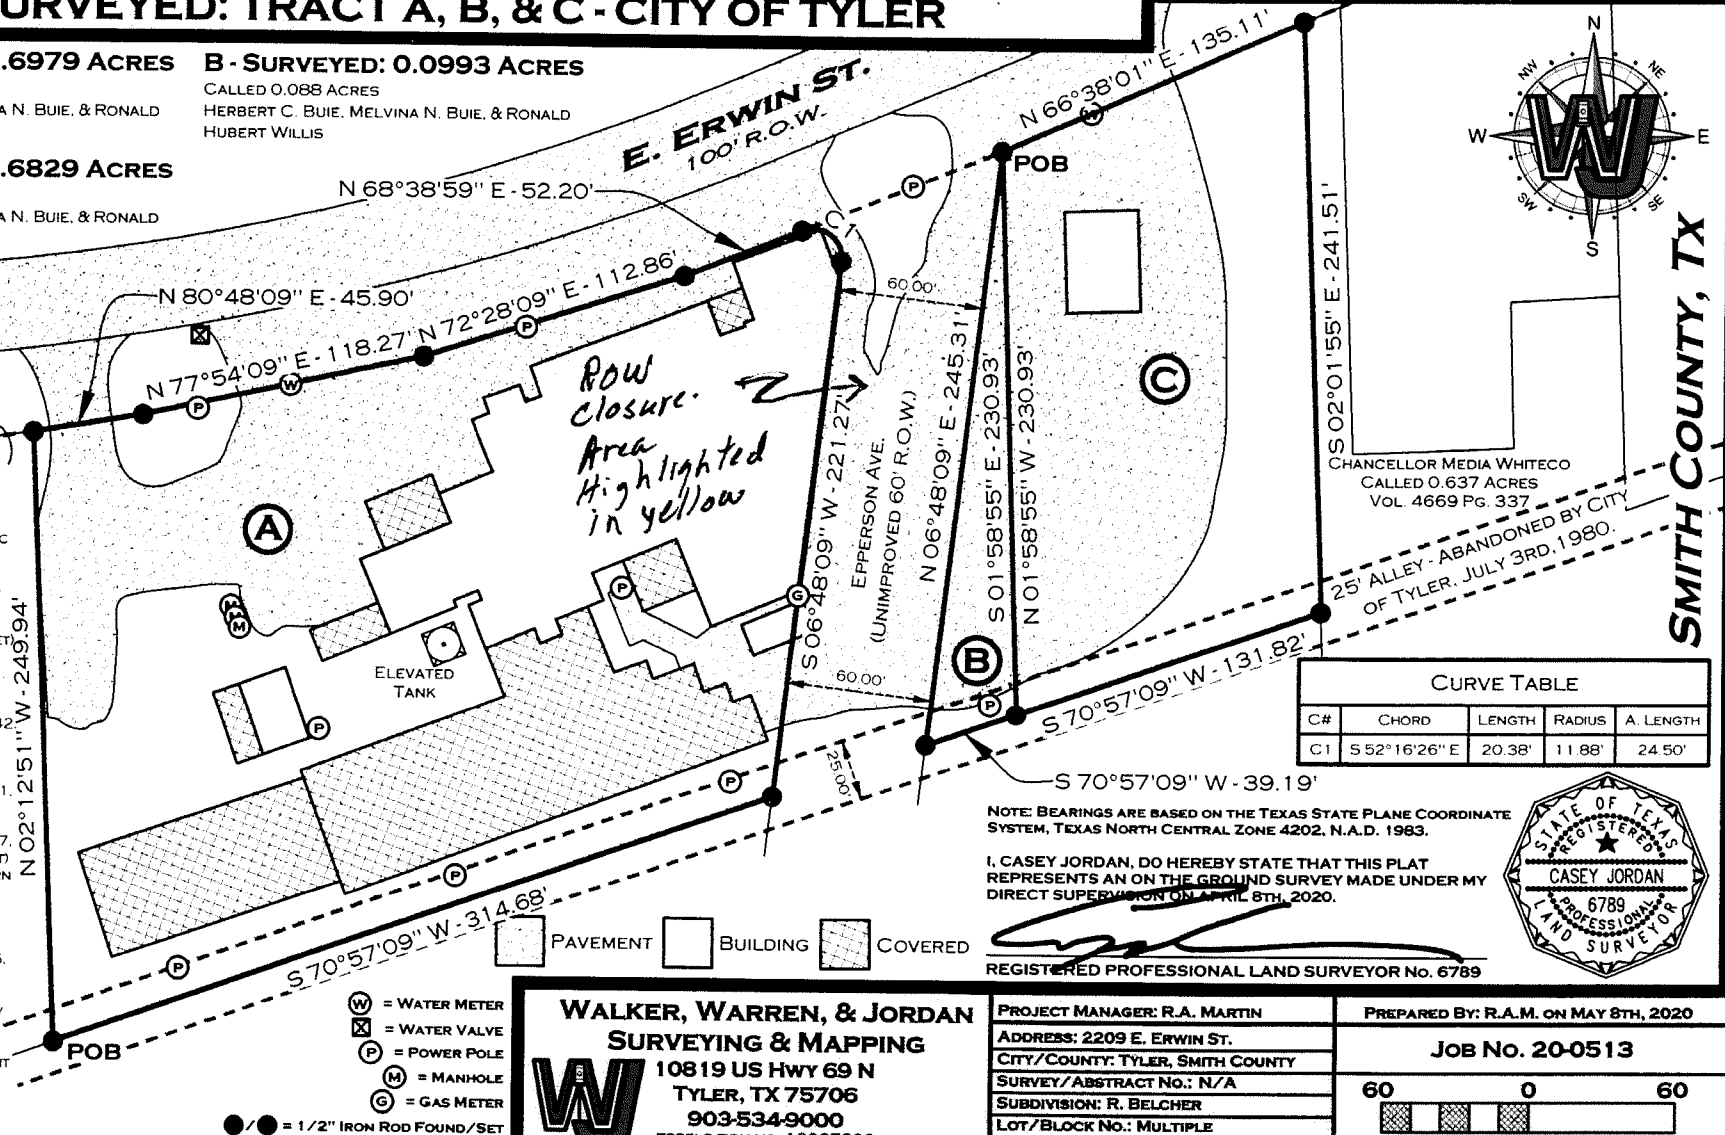 URVEYED: TRACT A, B, & C - CITY OF TYLER
.6979 ACRES
A N. BUIE, & RONALD
.6829 ACRES
A N. BUIE, & RONALD
B - SURVEYED: 0.0993 ACRES
CALLED 0.088 ACRES
HERBERT C. BUIE, MELVINA N. BUIE, & RONALD
HUBERT WILLIS
E. ERWIN ST.
100' R.O.W.
N 66°38'01" E - 135.11'
POB
N 68°38'59" E - 52.20'
C1
N 80°48'09" E - 45.90'
N 77°54'09" E - 118.27'
N 72°28'09" E - 112.86'
60.00'
Row
closure.
Area
Highlighted
in yellow
A
B
C
S 06°48'09" W - 221.27'
EPPERSON AVE.
(UNIMPROVED 60' R.O.W.)
N 06°48'09" E - 245.31'
S 01°58'55" E - 230.93'
N 01°58'55" W - 230.93'
S 02°01'55" E - 241.51'
CHANCELLOR MEDIA WHITECO
CALLED 0.637 ACRES
VOL. 4669 PG. 337
25' ALLEY - ABANDONED BY CITY
OF TYLER, JULY 3RD, 1980.
SMITH COUNTY, TX
N
NE
E
SE
S
SW
W
NW
WJ
N 02°12'51" W - 249.94'
ELEVATED
TANK
60.00'
25.00'
S 70°57'09" W - 131.82'
S 70°57'09" W - 39.19'
S 70°57'09" W - 314.68'
POB
P
P
P
P
P
P
P
P
P
P
W
W
M
M
G
CURVE TABLE
C# CHORD LENGTH RADIUS A. LENGTH
C1 S 52°16'26" E 20.38' 11.88' 24.50'
NOTE: BEARINGS ARE BASED ON THE TEXAS STATE PLANE COORDINATE
SYSTEM, TEXAS NORTH CENTRAL ZONE 4202, N.A.D. 1983.
I, CASEY JORDAN, DO HEREBY STATE THAT THIS PLAT
REPRESENTS AN ON THE GROUND SURVEY MADE UNDER MY
DIRECT SUPERVISION ON APRIL 8TH, 2020.
REGISTERED PROFESSIONAL LAND SURVEYOR NO. 6789
STATE OF TEXAS
REGISTERED
CASEY JORDAN
6789
PROFESSIONAL
LAND SURVEYOR
PAVEMENT
BUILDING
COVERED
W = WATER METER
= WATER VALVE
P = POWER POLE
M = MANHOLE
G = GAS METER
/ = 1/2" IRON ROD FOUND/SET
WALKER, WARREN, & JORDAN
SURVEYING & MAPPING
10819 US HWY 69 N
TYLER, TX 75706
903-534-9000
WJ
PROJECT MANAGER: R.A. MARTIN
ADDRESS: 2209 E. ERWIN ST.
CITY/COUNTY: TYLER, SMITH COUNTY
SURVEY/ABSTRACT NO.: N/A
SUBDIVISION: R. BELCHER
LOT/BLOCK NO.: MULTIPLE
PREPARED BY: R.A.M. ON MAY 8TH, 2020
JOB NO. 20-0513
60 0 60